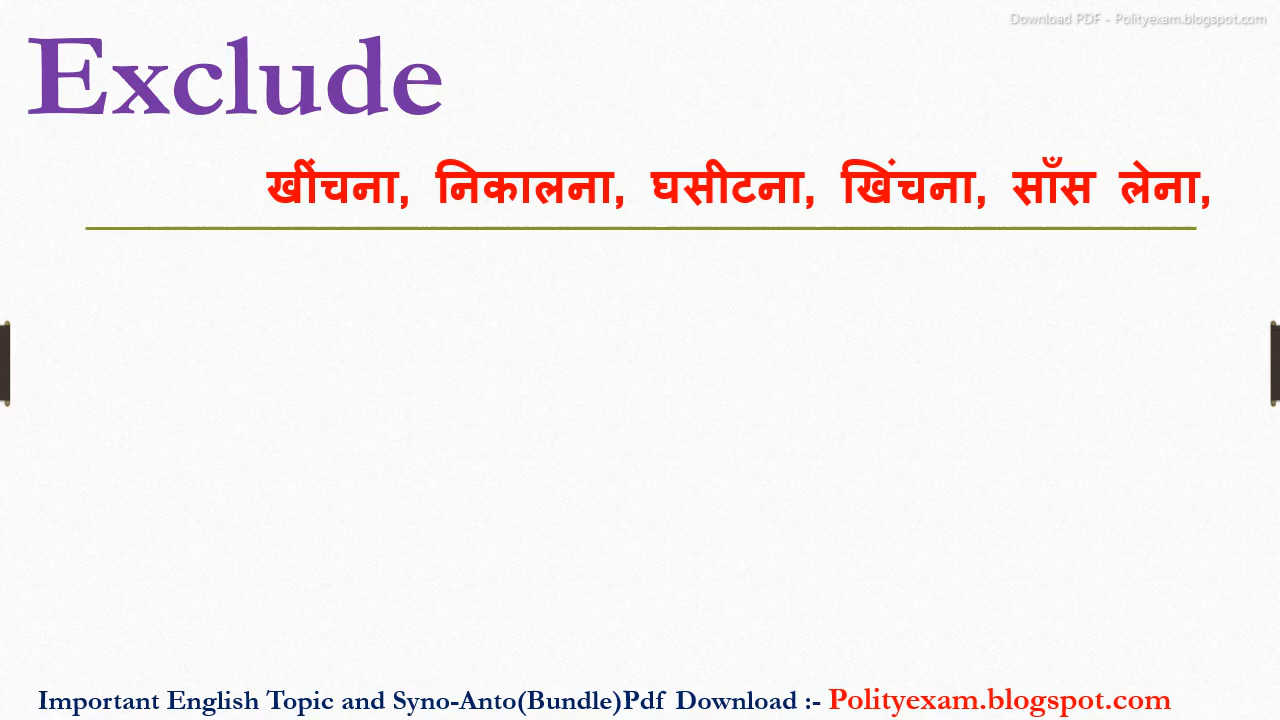 Download PDF - Polityexam.blogspot.com
Exclude
खींचना, निकालना, घसीटना, खिंचना, साँस लेना,
Important English Topic and Syno-Anto(Bundle)Pdf Download :- Polityexam.blogspot.com